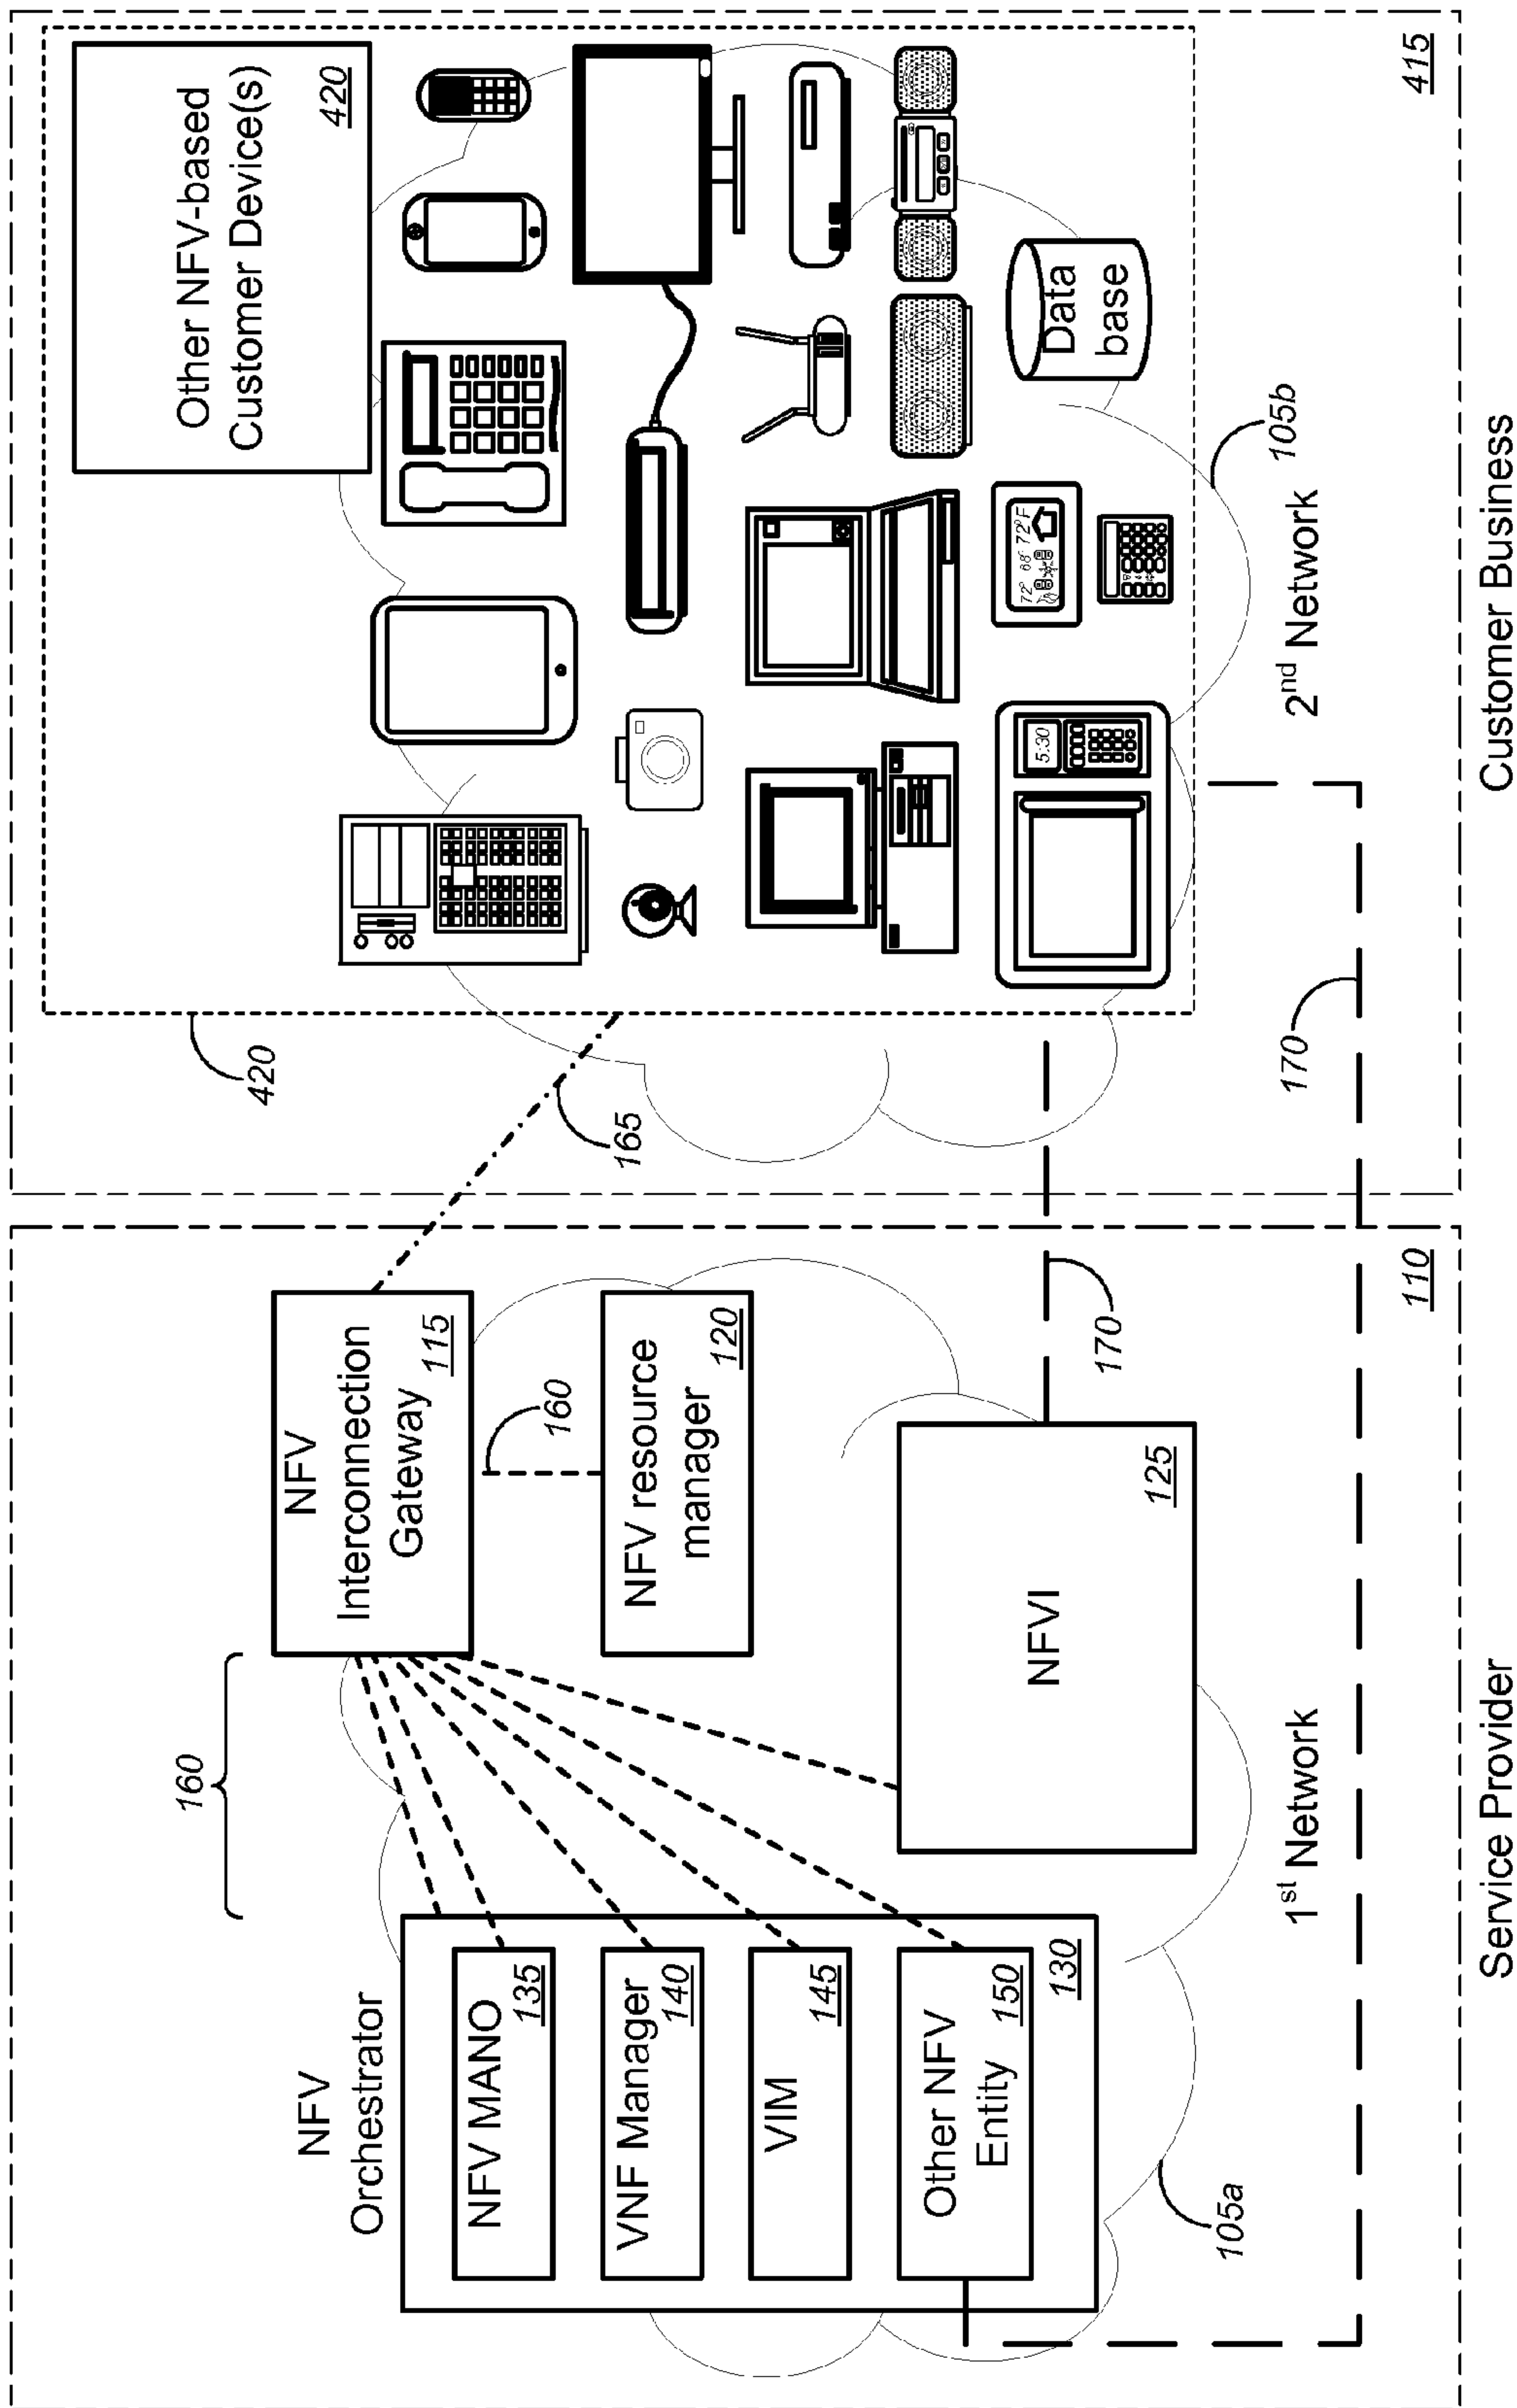 NFV
Orchestrator
NFV MANO
135
VNF Manager
140
VIM
145
Other NFV
Entity
150
130
160
NFV
Interconnection
Gateway
115
160
NFV resource
manager
120
NFVI
125
105a
1st Network
170
110
Service Provider
165
420
Other NFV-based
Customer Device(s)
420
72° 68° 72°F
5:30
Data
base
2nd Network
105b
170
415
Customer Business